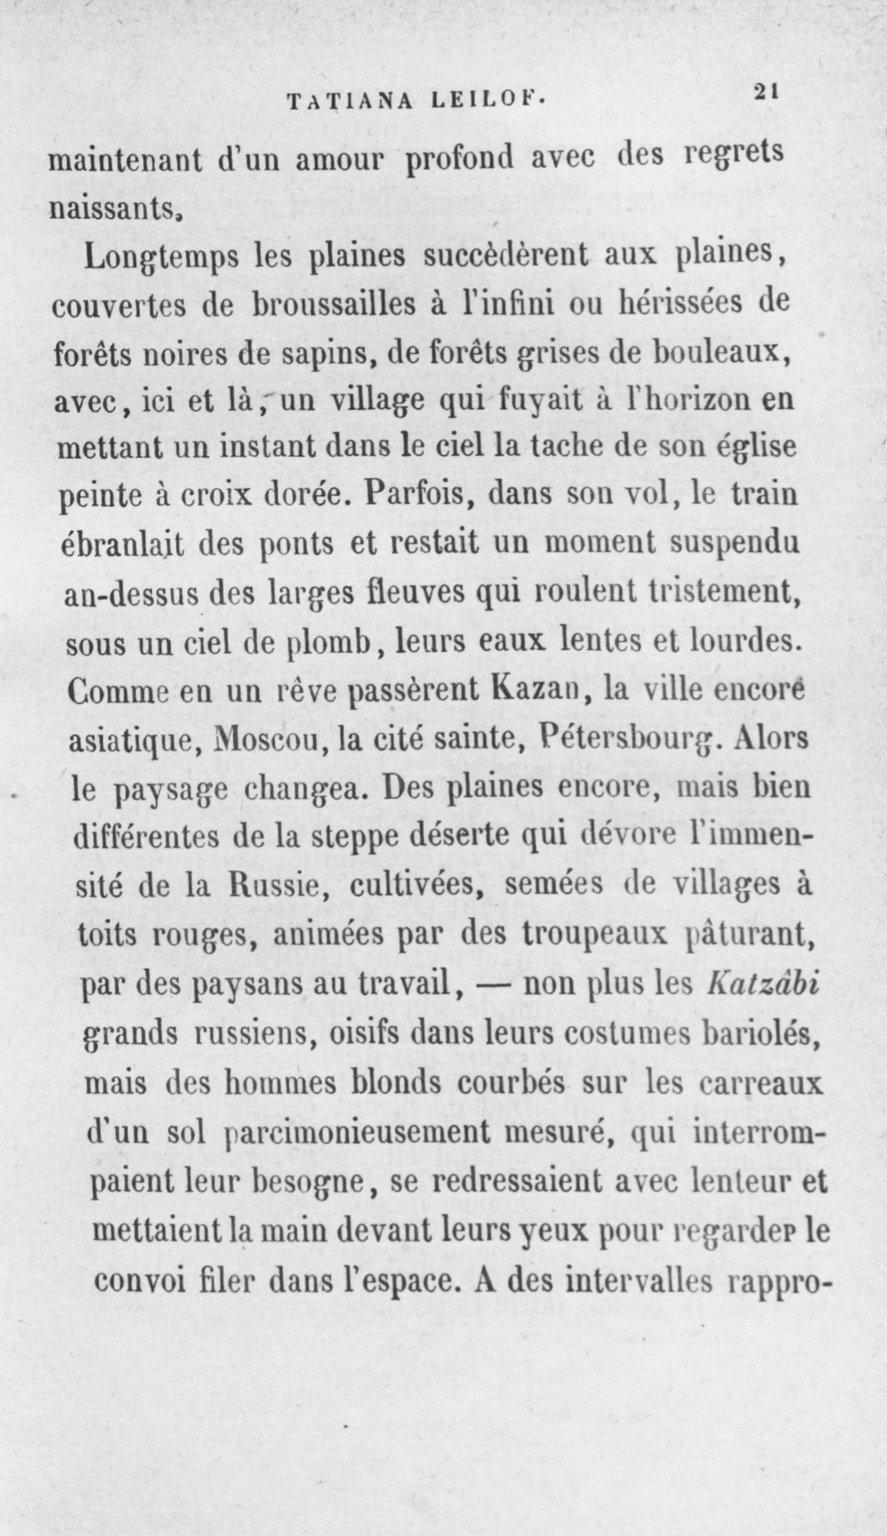 TATIANA LEILOF. 21
maintenant d'un amour profond avec des regrets
naissants.
Longtemps les plaines succèdèrent aux plaines,
couvertes de broussailles à l'infini ou hérissées de
forêts noires de sapins, de forêts grises de bouleaux,
avec, ici et là, un village qui fuyait à l'horizon en
mettant un instant dans le ciel la tache de son église
peinte à croix dorée. Parfois, dans son vol, le train
ébranlait des ponts et restait un moment suspendu
an-dessus des larges fleuves qui roulent tristement,
sous un ciel de plomb, leurs eaux lentes et lourdes.
Comme en un rêve passèrent Kazan, la ville encore
asiatique, Moscou, la cité sainte, Pétersbourg. Alors
le paysage changea. Des plaines encore, mais bien
différentes de la steppe déserte qui dévore l'immen-
sité de la Russie, cultivées, semées de villages à
toits rouges, animées par des troupeaux pâturant,
par des paysans au travail, — non plus les Katzâbi
grands russiens, oisifs dans leurs costumes bariolés,
mais des hommes blonds courbés sur les carreaux
d'un sol parcimonieusement mesuré, qui interrom-
paient leur besogne, se redressaient avec lenteur et
mettaient la main devant leurs yeux pour regarder le
convoi filer dans l'espace. A des intervalles rappro-